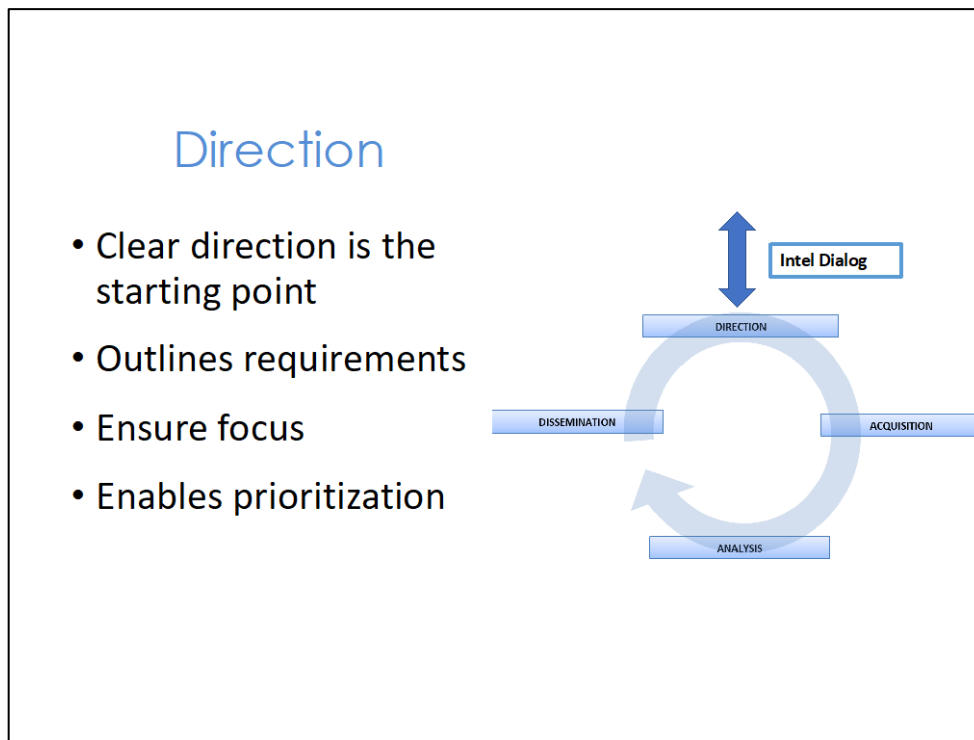 Direction
• Clear direction is the
starting point
• Outlines requirements
• Ensure focus
• Enables prioritization
Intel Dialog
DIRECTION
DISSEMINATION
ACQUISITION
ANALYSIS